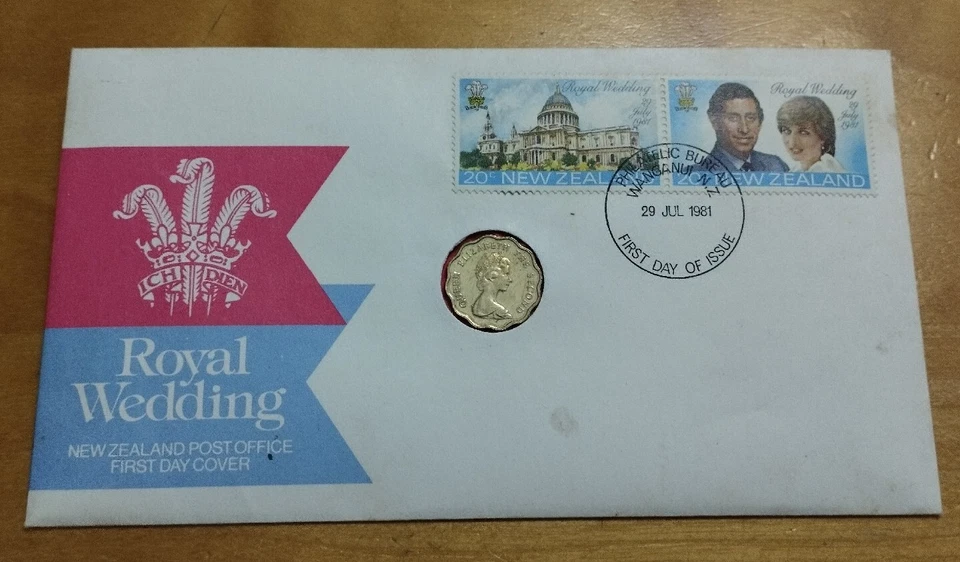 Royal Wedding
29
July
1981
20c NEW ZEAL
Royal Wedding
29
July
1981
20 NEW ZEALAND
PHILATELIC BUREAU
WANGANUI N.Z.
29 JUL 1981
FIRST DAY OF ISSUE
QUEEN ELIZABETH THE SECOND
ICH DIEN
Royal
Wedding
NEW ZEALAND POST OFFICE
FIRST DAY COVER